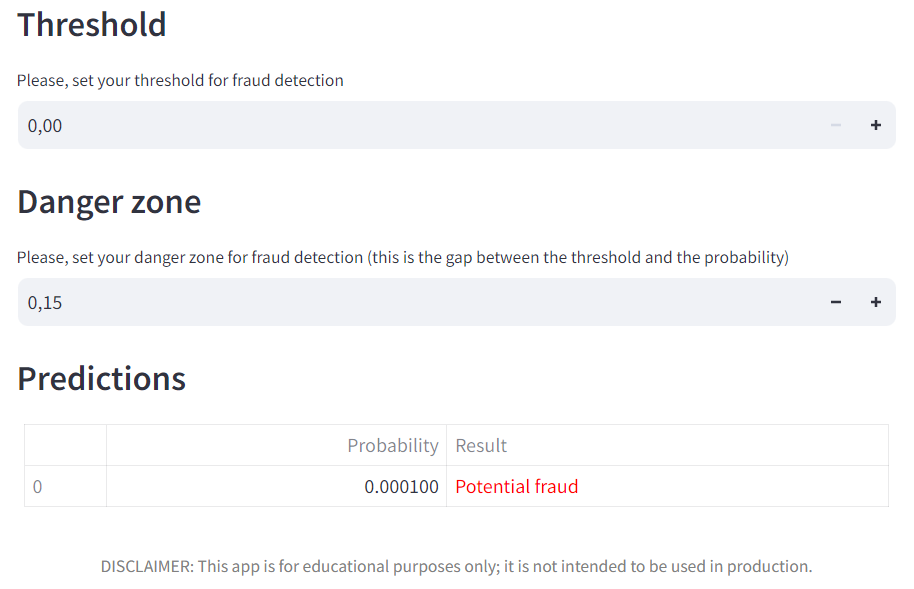 Threshold
Please, set your threshold for fraud detection
0,00
Danger zone
Please, set your danger zone for fraud detection (this is the gap between the threshold and the probability)
0,15
Predictions
Probability Result
0 0.000100 Potential fraud
DISCLAIMER: This app is for educational purposes only; it is not intended to be used in production.